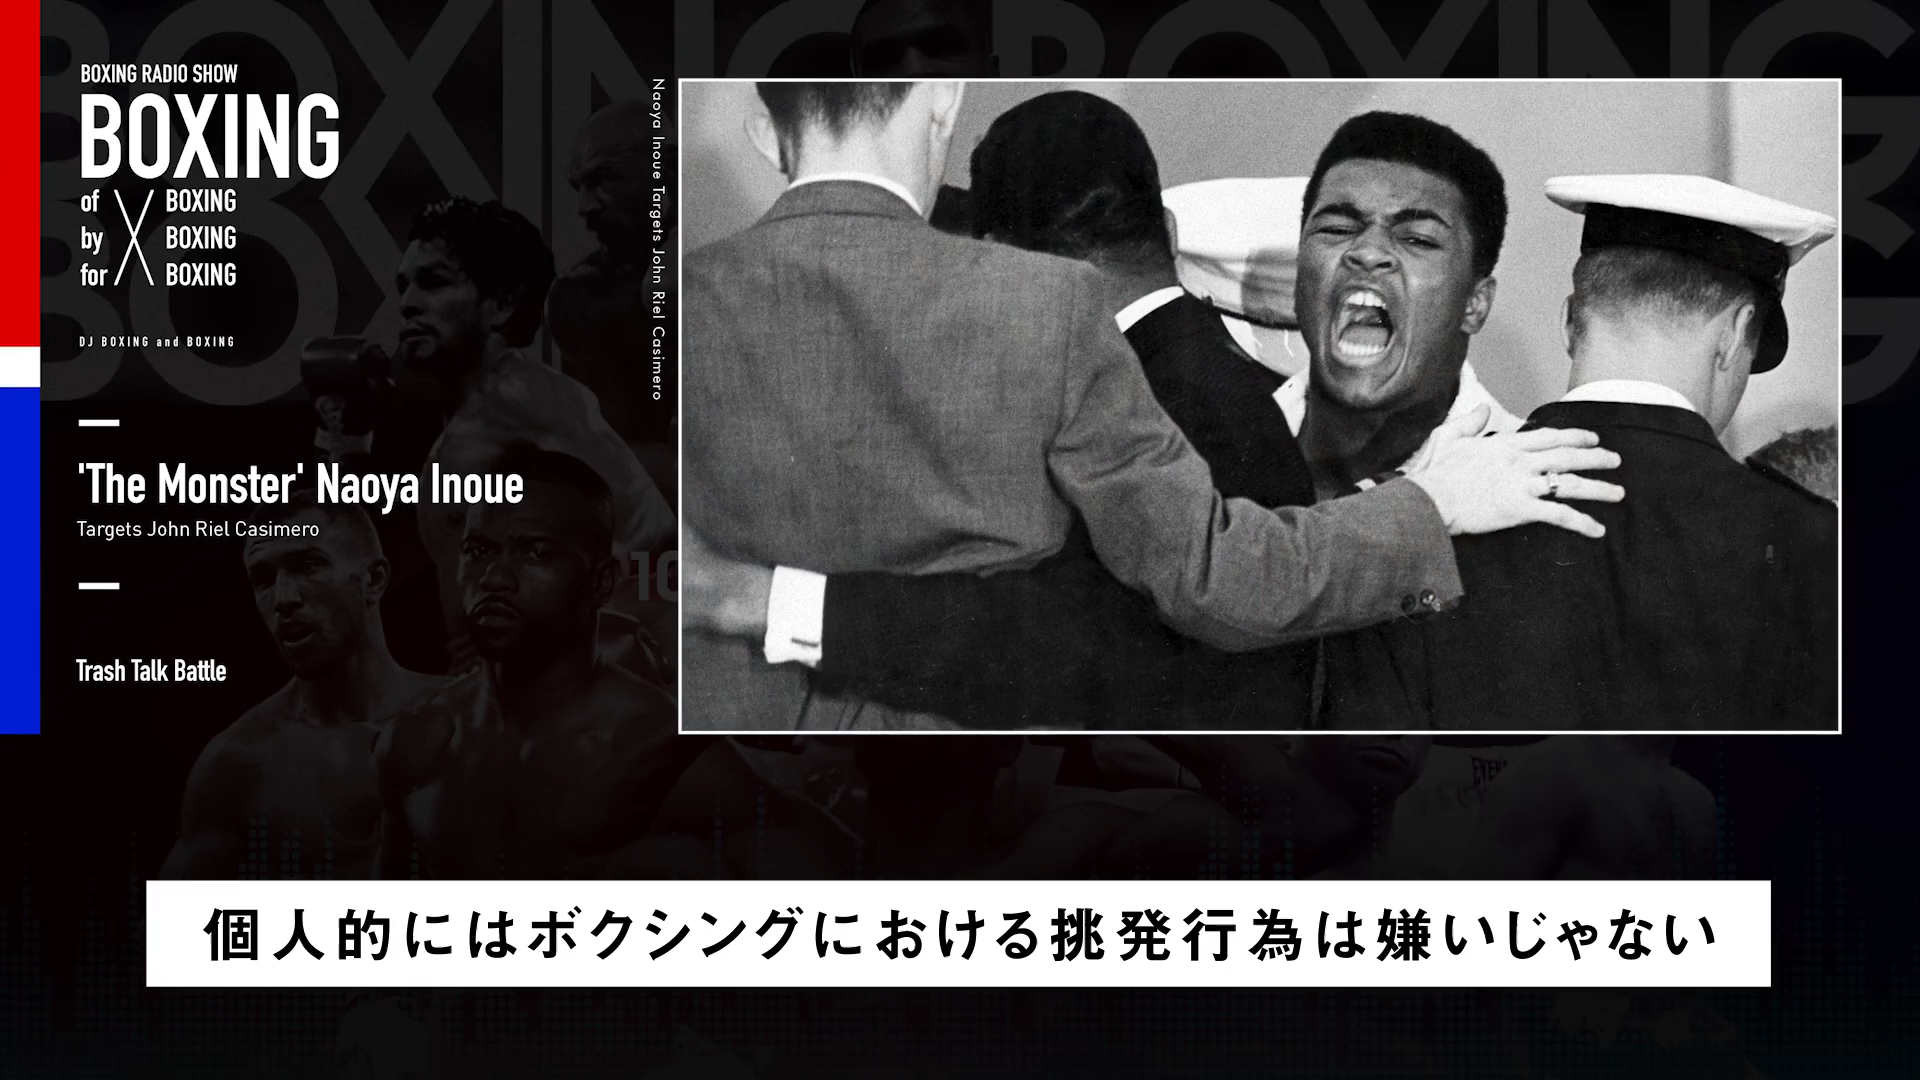 BOXING RADIO SHOW
BOXING
of BOXING
by BOXING
for BOXING
DJ BOXING and BOXING
'The Monster' Naoya Inoue
Targets John Riel Casimero
Trash Talk Battle
Naoya Inoue Targets John Riel Casimero
個人的にはボクシングにおける挑発行為は嫌いじゃない